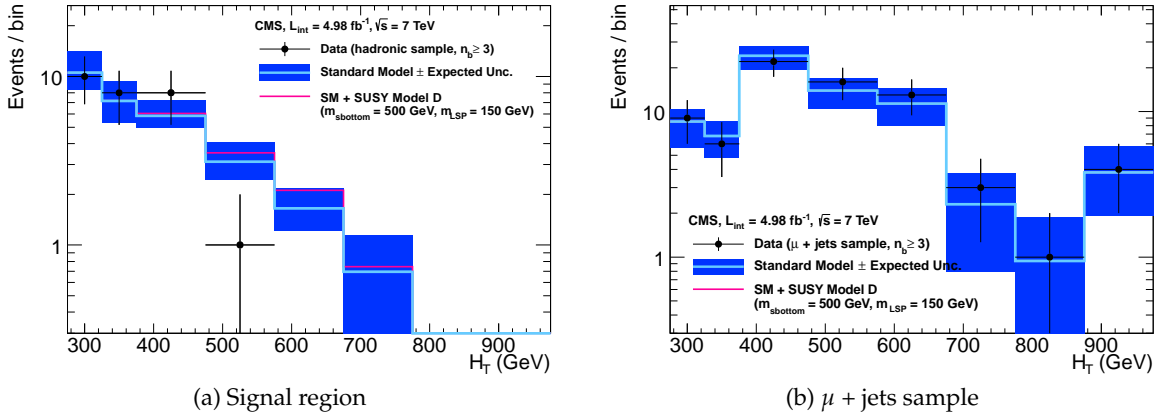 Events / bin
10
1
CMS, L_int = 4.98 fb⁻¹, √s = 7 TeV
Data (hadronic sample, n_b ≥ 3)
Standard Model ± Expected Unc.
SM + SUSY Model D
(m_sbottom = 500 GeV, m_LSP = 150 GeV)
300 400 500 600 700 800 900
H_T (GeV)
(a) Signal region
Events / bin
10
1
CMS, L_int = 4.98 fb⁻¹, √s = 7 TeV
Data (μ + jets sample, n_b ≥ 3)
Standard Model ± Expected Unc.
SM + SUSY Model D
(m_sbottom = 500 GeV, m_LSP = 150 GeV)
300 400 500 600 700 800 900
H_T (GeV)
(b) μ + jets sample